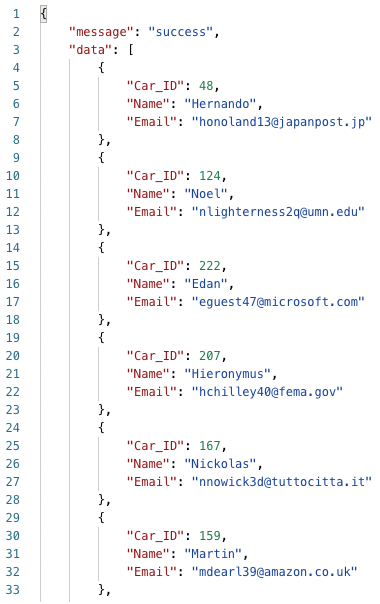 1 {
2 "message": "success",
3 "data": [
4 {
5 "Car_ID": 48,
6 "Name": "Hernando",
7 "Email": "honoland13@japanpost.jp"
8 },
9 {
10 "Car_ID": 124,
11 "Name": "Noel",
12 "Email": "nlighterness2q@umn.edu"
13 },
14 {
15 "Car_ID": 222,
16 "Name": "Edan",
17 "Email": "eguest47@microsoft.com"
18 },
19 {
20 "Car_ID": 207,
21 "Name": "Hieronymus",
22 "Email": "hchilley40@fema.gov"
23 },
24 {
25 "Car_ID": 167,
26 "Name": "Nickolas",
27 "Email": "nnowick3d@tuttocitta.it"
28 },
29 {
30 "Car_ID": 159,
31 "Name": "Martin",
32 "Email": "mdearl39@amazon.co.uk"
33 },